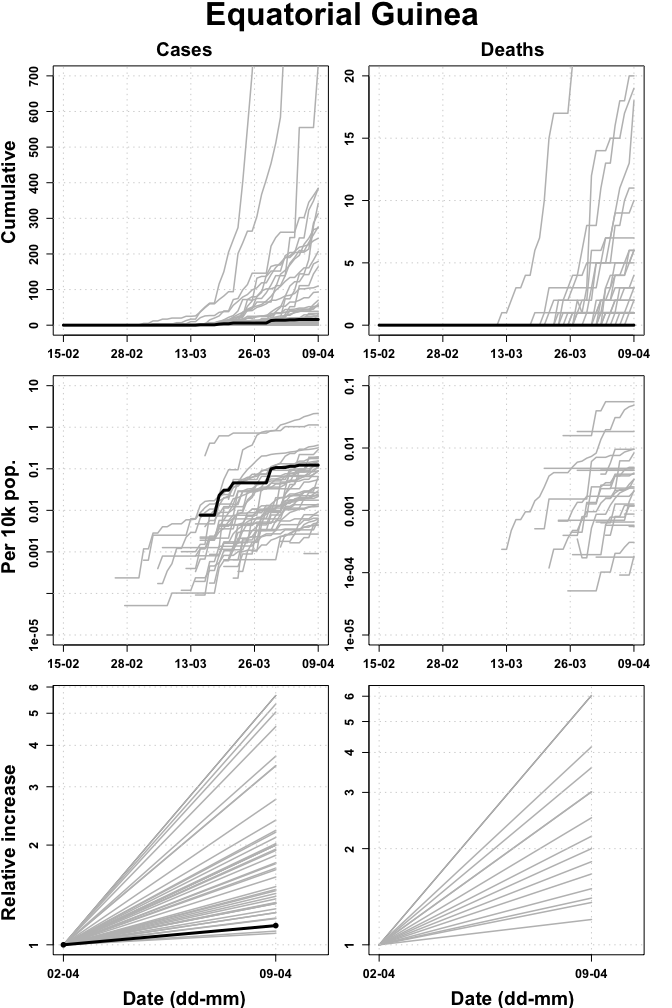 Equatorial Guinea
Cases
Deaths
Cumulative
700
600
500
400
300
200
100
0
15-02 28-02 13-03 26-03 09-04
20
15
10
5
0
15-02 28-02 13-03 26-03 09-04
Per 10k pop.
10
1
0.1
0.01
0.001
1e-05
15-02 28-02 13-03 26-03 09-04
0.1
0.01
0.001
1e-04
1e-05
15-02 28-02 13-03 26-03 09-04
Relative increase
6
5
4
3
2
1
02-04 09-04
Date (dd-mm)
6
5
4
3
2
1
02-04 09-04
Date (dd-mm)